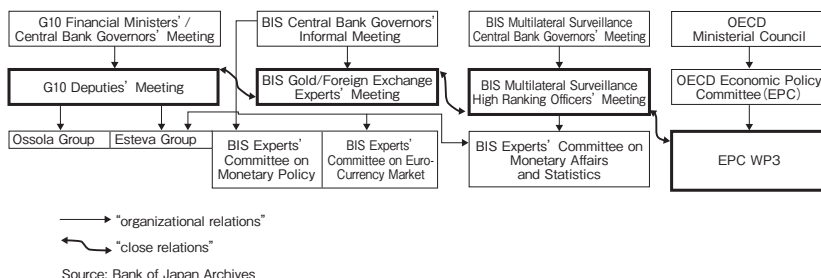 G10 Financial Ministers’/
Central Bank Governors’
Meeting
BIS Central Bank Governors’
Informal Meeting
BIS Multilateral Surveillance
Central Bank Governors’ Meeting
OECD
Ministerial Council
G10 Deputies’ Meeting
BIS Gold/Foreign Exchange
Experts’ Meeting
BIS Multilateral Surveillance
High Ranking Officers’ Meeting
OECD Economic Policy
Committee (EPC)
Ossola Group
Esteva Group
BIS Experts’
Committee on
Monetary Policy
BIS Experts’
Committee on Euro-
Currency Market
BIS Experts’ Committee on
Monetary Affairs
and Statistics
EPC WP3
“organizational relations”
“close relations”
Source: Bank of Japan Archives